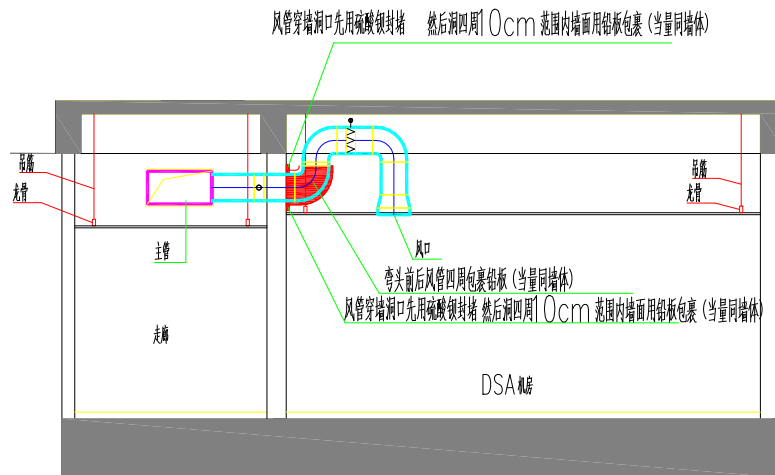 风管穿墙洞口先用硫酸钡封堵 然后洞四周10cm 范围内墙面用铅板包裹 (当量同墙体)
吊筋
龙骨
吊筋
龙骨
主管
风口
弯头前后风管四周包裹铅板 (当量同墙体)
风管穿墙洞口先用硫酸钡封堵 然后洞四周10cm 范围内墙面用铅板包裹 (当量同墙体)
走廊
DSA 机房